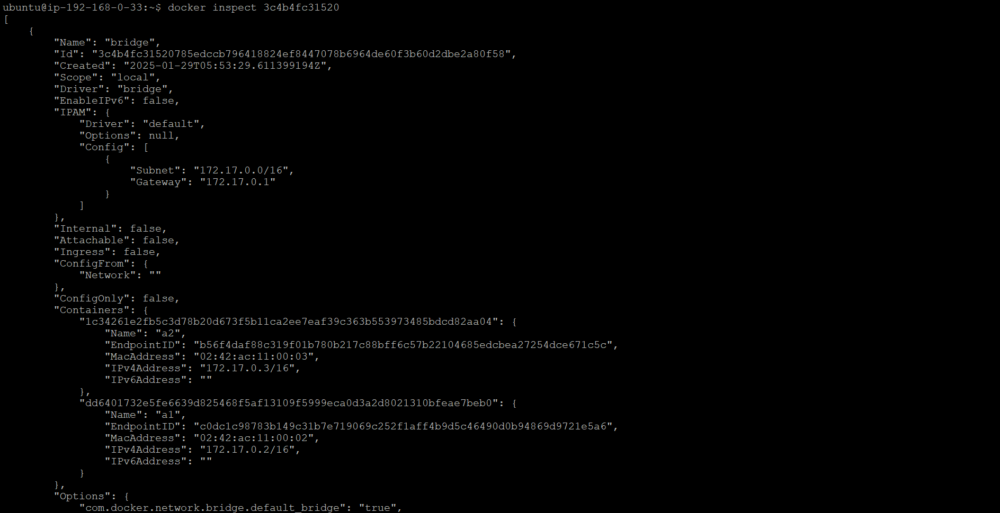 ubuntu@ip-192-168-0-33:~$ docker inspect 3c4b4fc31520
[
    {
        "Name": "bridge",
        "Id": "3c4b4fc31520785edccb796418824ef8447078b6964de60f3b60d2dbe2a80f58",
        "Created": "2025-01-29T05:53:29.611399194Z",
        "Scope": "local",
        "Driver": "bridge",
        "EnableIPv6": false,
        "IPAM": {
            "Driver": "default",
            "Options": null,
            "Config": [
                {
                    "Subnet": "172.17.0.0/16",
                    "Gateway": "172.17.0.1"
                }
            ]
        },
        "Internal": false,
        "Attachable": false,
        "Ingress": false,
        "ConfigFrom": {
            "Network": ""
        },
        "ConfigOnly": false,
        "Containers": {
            "1c34261e2fb5c3d78b20d673f5b11ca2ee7eaf39c363b553973485bdcd82aa04": {
                "Name": "a2",
                "EndpointID": "b56f4daf88c319f01b780b217c88bff6c57b22104685edcbea27254dce671c5c",
                "MacAddress": "02:42:ac:11:00:03",
                "IPv4Address": "172.17.0.3/16",
                "IPv6Address": ""
            },
            "dd6401732e5fe6639d825468f5af13109f5999eca0d3a2d8021310bfeae7beb0": {
                "Name": "a1",
                "EndpointID": "c0dc1c98783b149c31b7e719069c252f1aff4b9d5c46490d0b94869d9721e5a6",
                "MacAddress": "02:42:ac:11:00:02",
                "IPv4Address": "172.17.0.2/16",
                "IPv6Address": ""
            }
        },
        "Options": {
            "com.docker.network.bridge.default_bridge": "true",